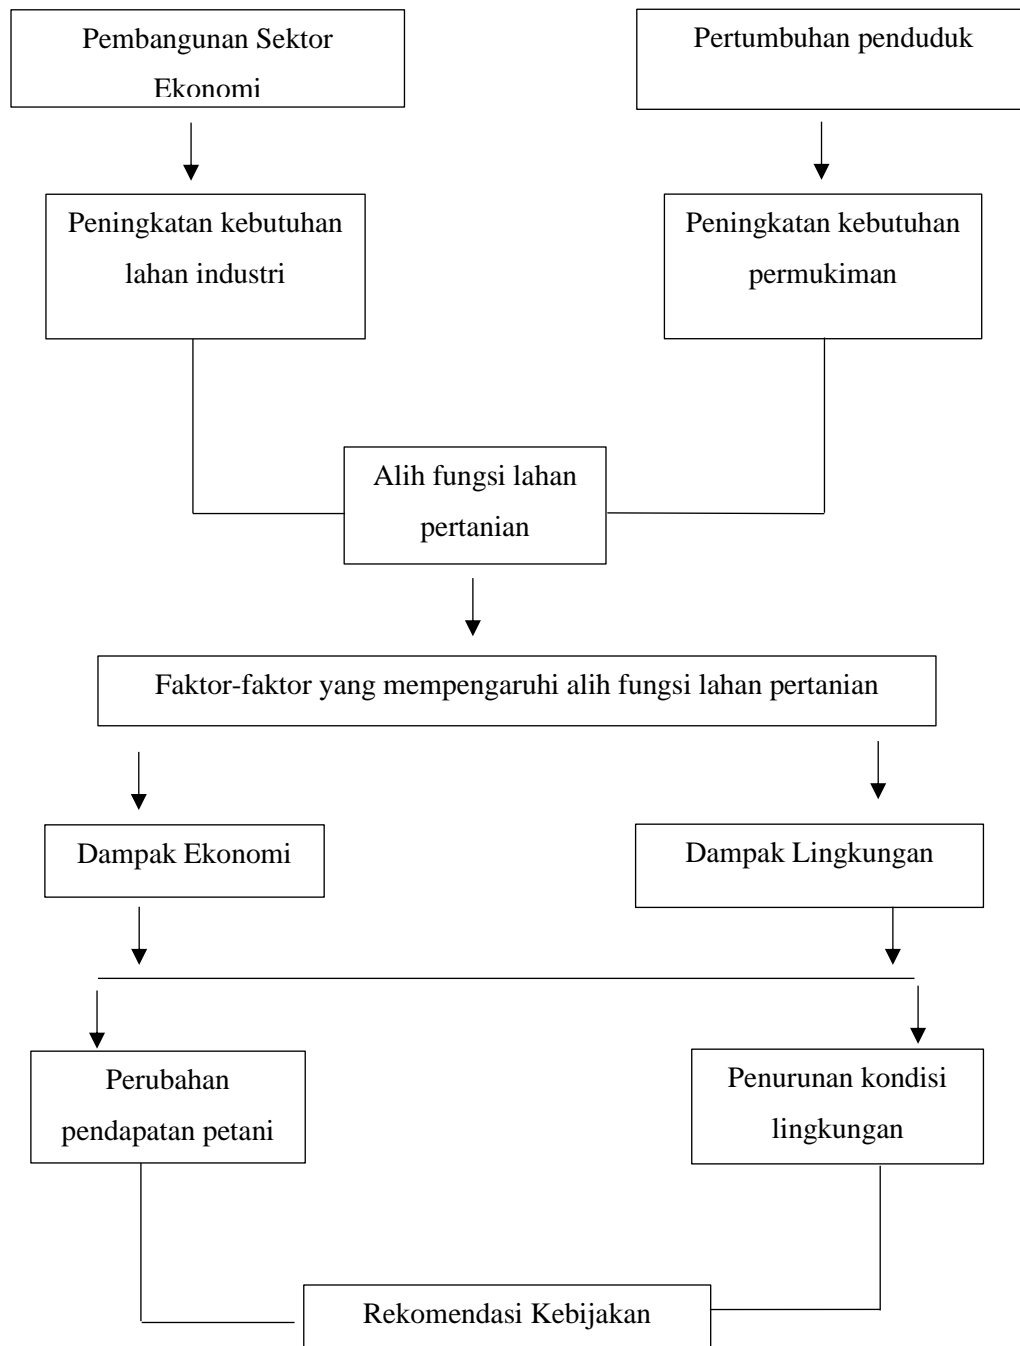 Pembangunan Sektor
Ekonomi
Pertumbuhan penduduk
Peningkatan kebutuhan
lahan industri
Peningkatan kebutuhan
permukiman
Alih fungsi lahan
pertanian
Faktor-faktor yang mempengaruhi alih fungsi lahan pertanian
Dampak Ekonomi
Dampak Lingkungan
Perubahan
pendapatan petani
Penurunan kondisi
lingkungan
Rekomendasi Kebijakan